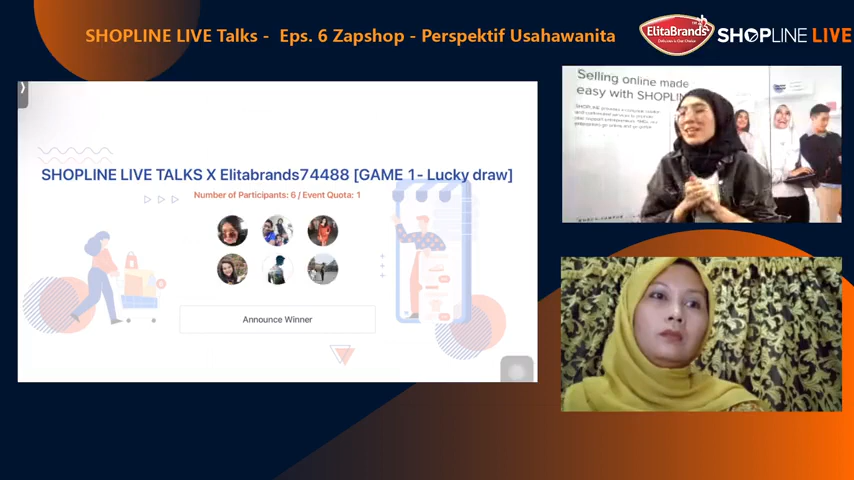 SHOPLINE LIVE Talks - Eps. 6 Zapshop - Perspektif Usahawanita
ElitaBrands
SHOPLINE LIVE
Selling online made
easy with SHOPLIN
SHOPLINE LIVE TALKS X Elitabrands74488 [GAME 1- Lucky draw]
Number of Participants: 6 / Event Quota: 1
Announce Winner